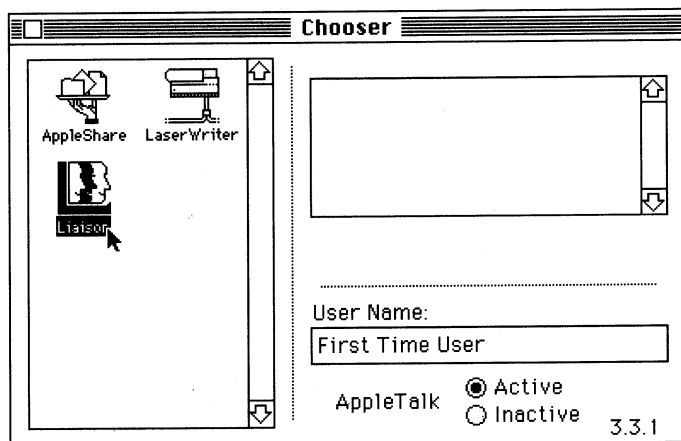 Chooser
AppleShare
LaserWriter
Liaison
User Name:
First Time User
AppleTalk
Active
Inactive
3.3.1